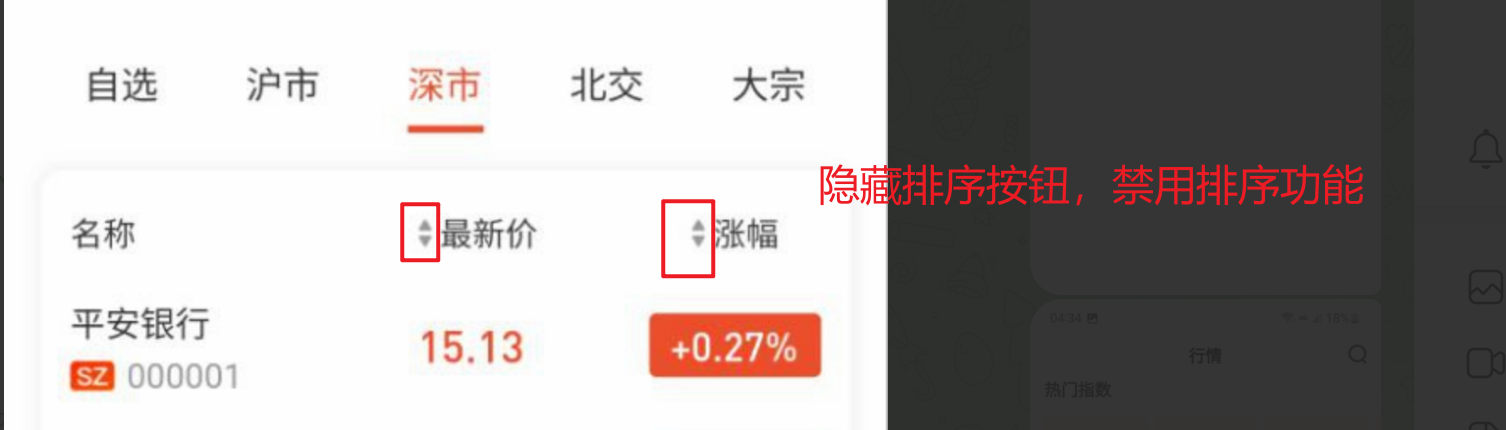 自选 沪市 深市 北交 大宗
隐藏排序按钮，禁用排序功能
名称 最新价 涨幅
平安银行
15.13 +0.27%
SZ 000001
04:34 18%
行情
热门指数